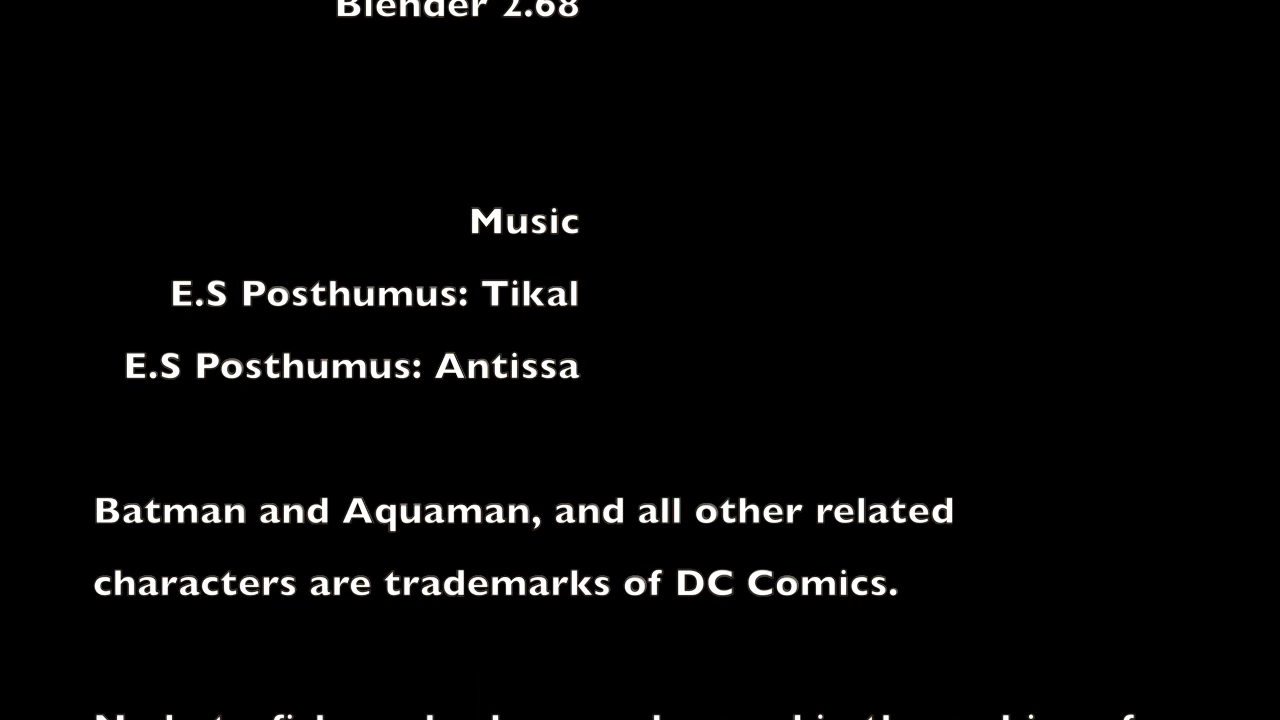 Blender 2.68
Music
E.S Posthumus: Tikal
E.S Posthumus: Antissa
Batman and Aquaman, and all other related
characters are trademarks of DC Comics.